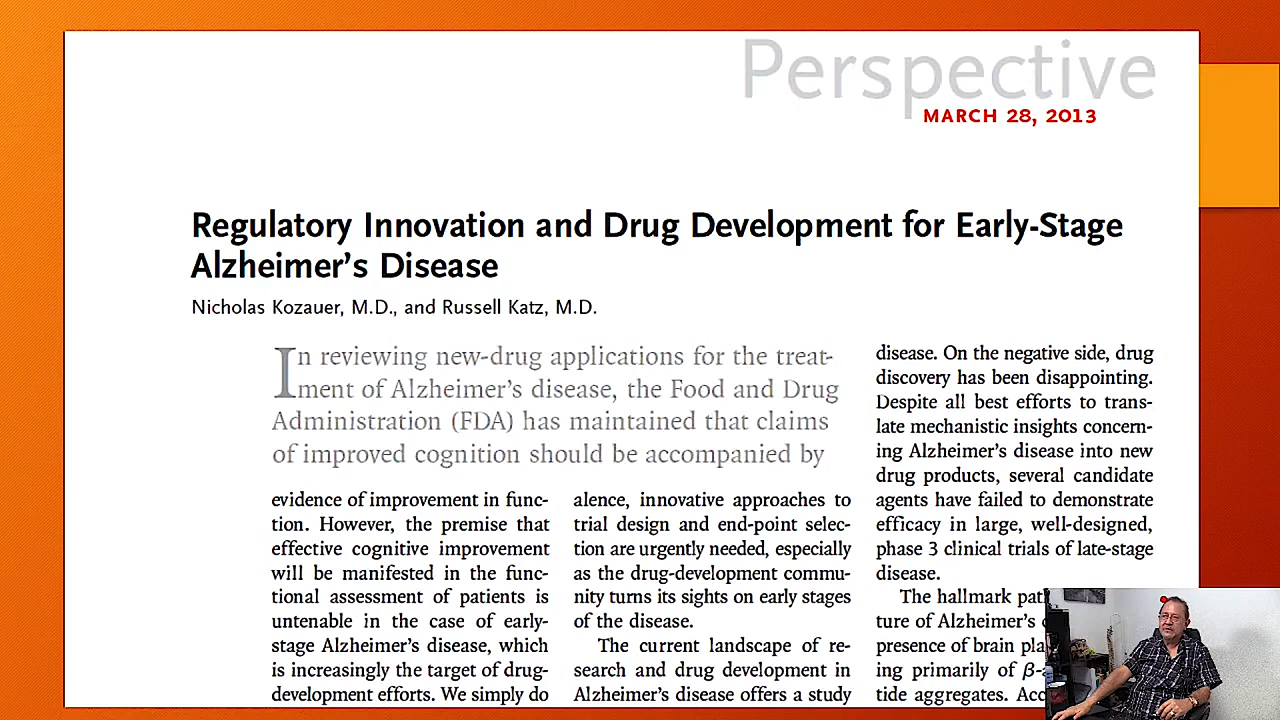 Perspective
MARCH 28, 2013
Regulatory Innovation and Drug Development for Early-Stage
Alzheimer's Disease
Nicholas Kozauer, M.D., and Russell Katz, M.D.
In reviewing new-drug applications for the treat-
ment of Alzheimer's disease, the Food and Drug
Administration (FDA) has maintained that claims
of improved cognition should be accompanied by
evidence of improvement in func-
tion. However, the premise that
effective cognitive improvement
will be manifested in the func-
tional assessment of patients is
untenable in the case of early-
stage Alzheimer's disease, which
is increasingly the target of drug-
development efforts. We simply do
alence, innovative approaches to
trial design and end-point selec-
tion are urgently needed, especially
as the drug-development commu-
nity turns its sights on early stages
of the disease.
The current landscape of re-
search and drug development in
Alzheimer's disease offers a study
disease. On the negative side, drug
discovery has been disappointing.
Despite all best efforts to trans-
late mechanistic insights concern-
ing Alzheimer's disease into new
drug products, several candidate
agents have failed to demonstrate
efficacy in large, well-designed,
phase 3 clinical trials of late-stage
disease.
The hallmark
ture of Alzheimer's
presence of brain
ing primarily of β-
tide aggregates.